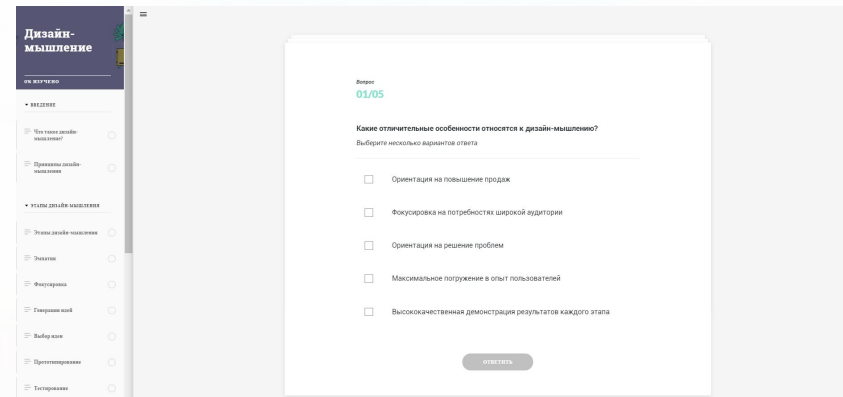 Дизайн-
мышление
0% ИЗУЧЕНО
ВВЕДЕНИЕ
Что такое дизайн-
мышление?
Принципы дизайн-
мышления
ЭТАПЫ ДИЗАЙН-МЫШЛЕНИЯ
Этапы дизайн-мышления
Эмпатия
Фокусировка
Генерация идей
Выбор идеи
Прототипирование
Тестирование
Вопрос
01/05
Какие отличительные особенности относятся к дизайн-мышлению?
Выберите несколько вариантов ответа
Ориентация на повышение продаж
Фокусировка на потребностях широкой аудитории
Ориентация на решение проблем
Максимальное погружение в опыт пользователей
Высококачественная демонстрация результатов каждого этапа
ОТВЕТИТЬ